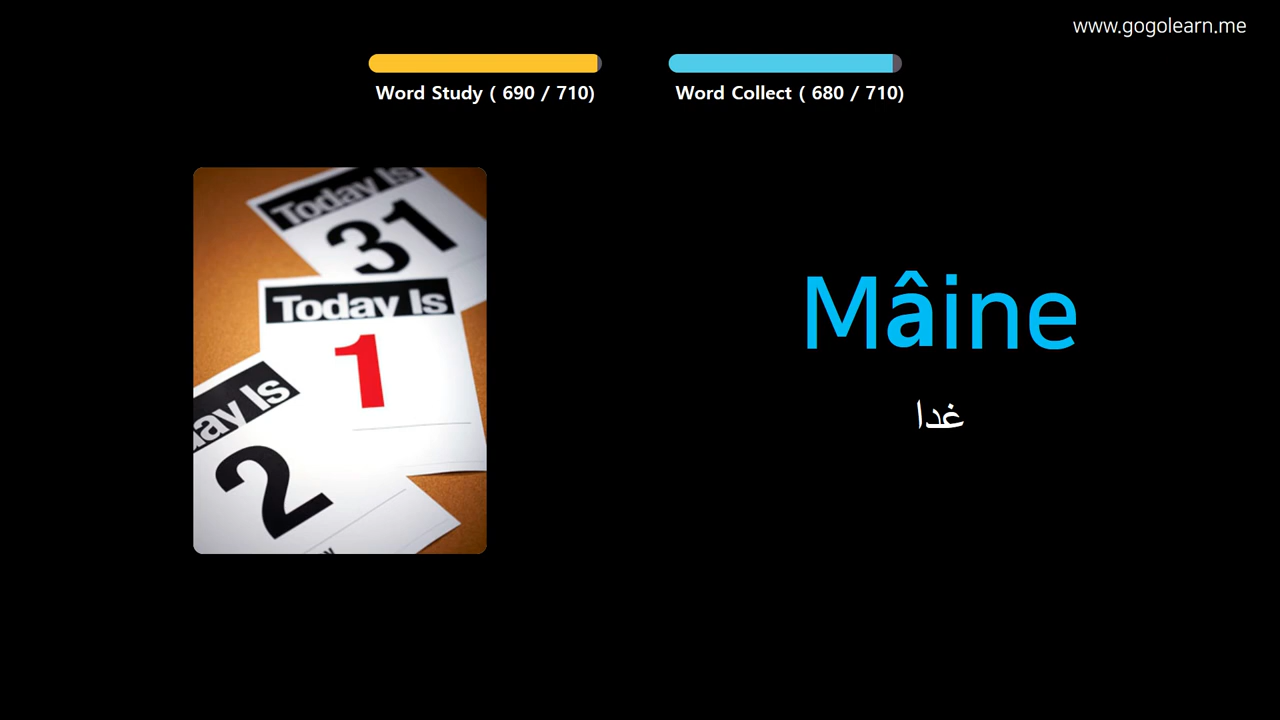 www.gogolearn.me
Word Study ( 690 / 710)
Word Collect ( 680 / 710)
Today Is
31
Today Is
1
ay Is
2
Mâine
غدا